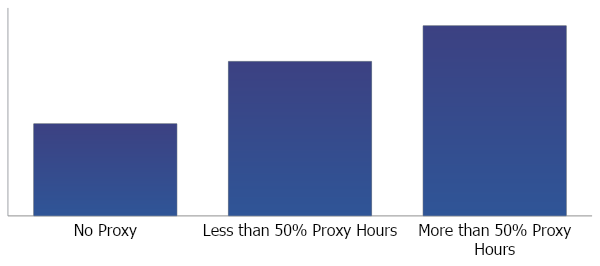 No Proxy
Less than 50% Proxy Hours
More than 50% Proxy
Hours